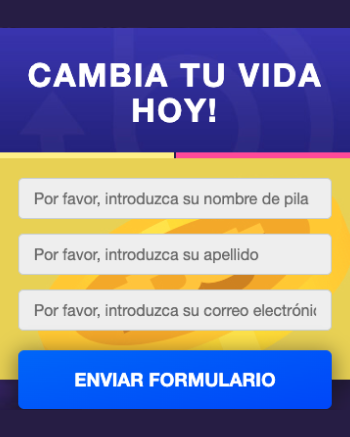 CAMBIA TU VIDA
HOY!
Por favor, introduzca su nombre de pila
Por favor, introduzca su apellido
Por favor, introduzca su correo electrónic
ENVIAR FORMULARIO